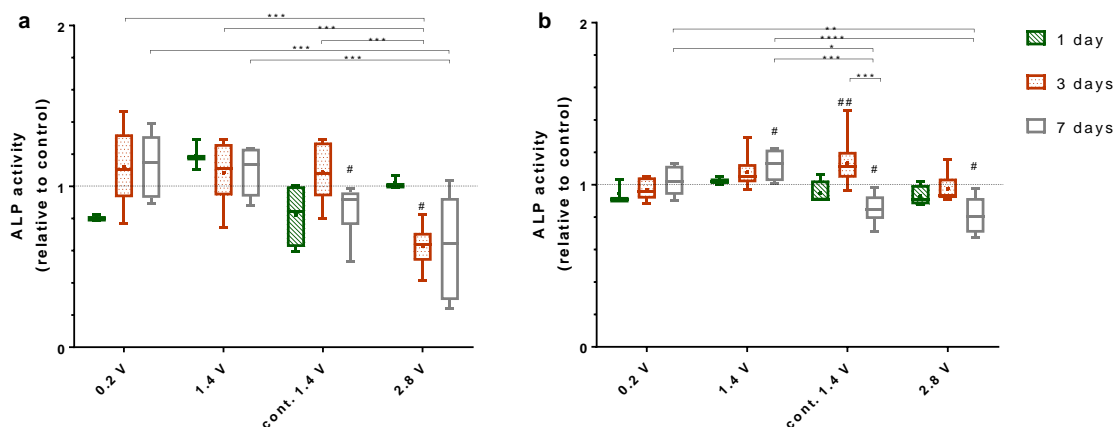 a
***
***
***
***
***
2
1
0
ALP activity
(relative to control)
#
#
0.2 V
1.4 V
cont. 1.4 V
2.8 V
b
**
****
*
***
***
2
1
0
ALP activity
(relative to control)
#
##
#
#
0.2 V
1.4 V
cont. 1.4 V
2.8 V
1 day
3 days
7 days